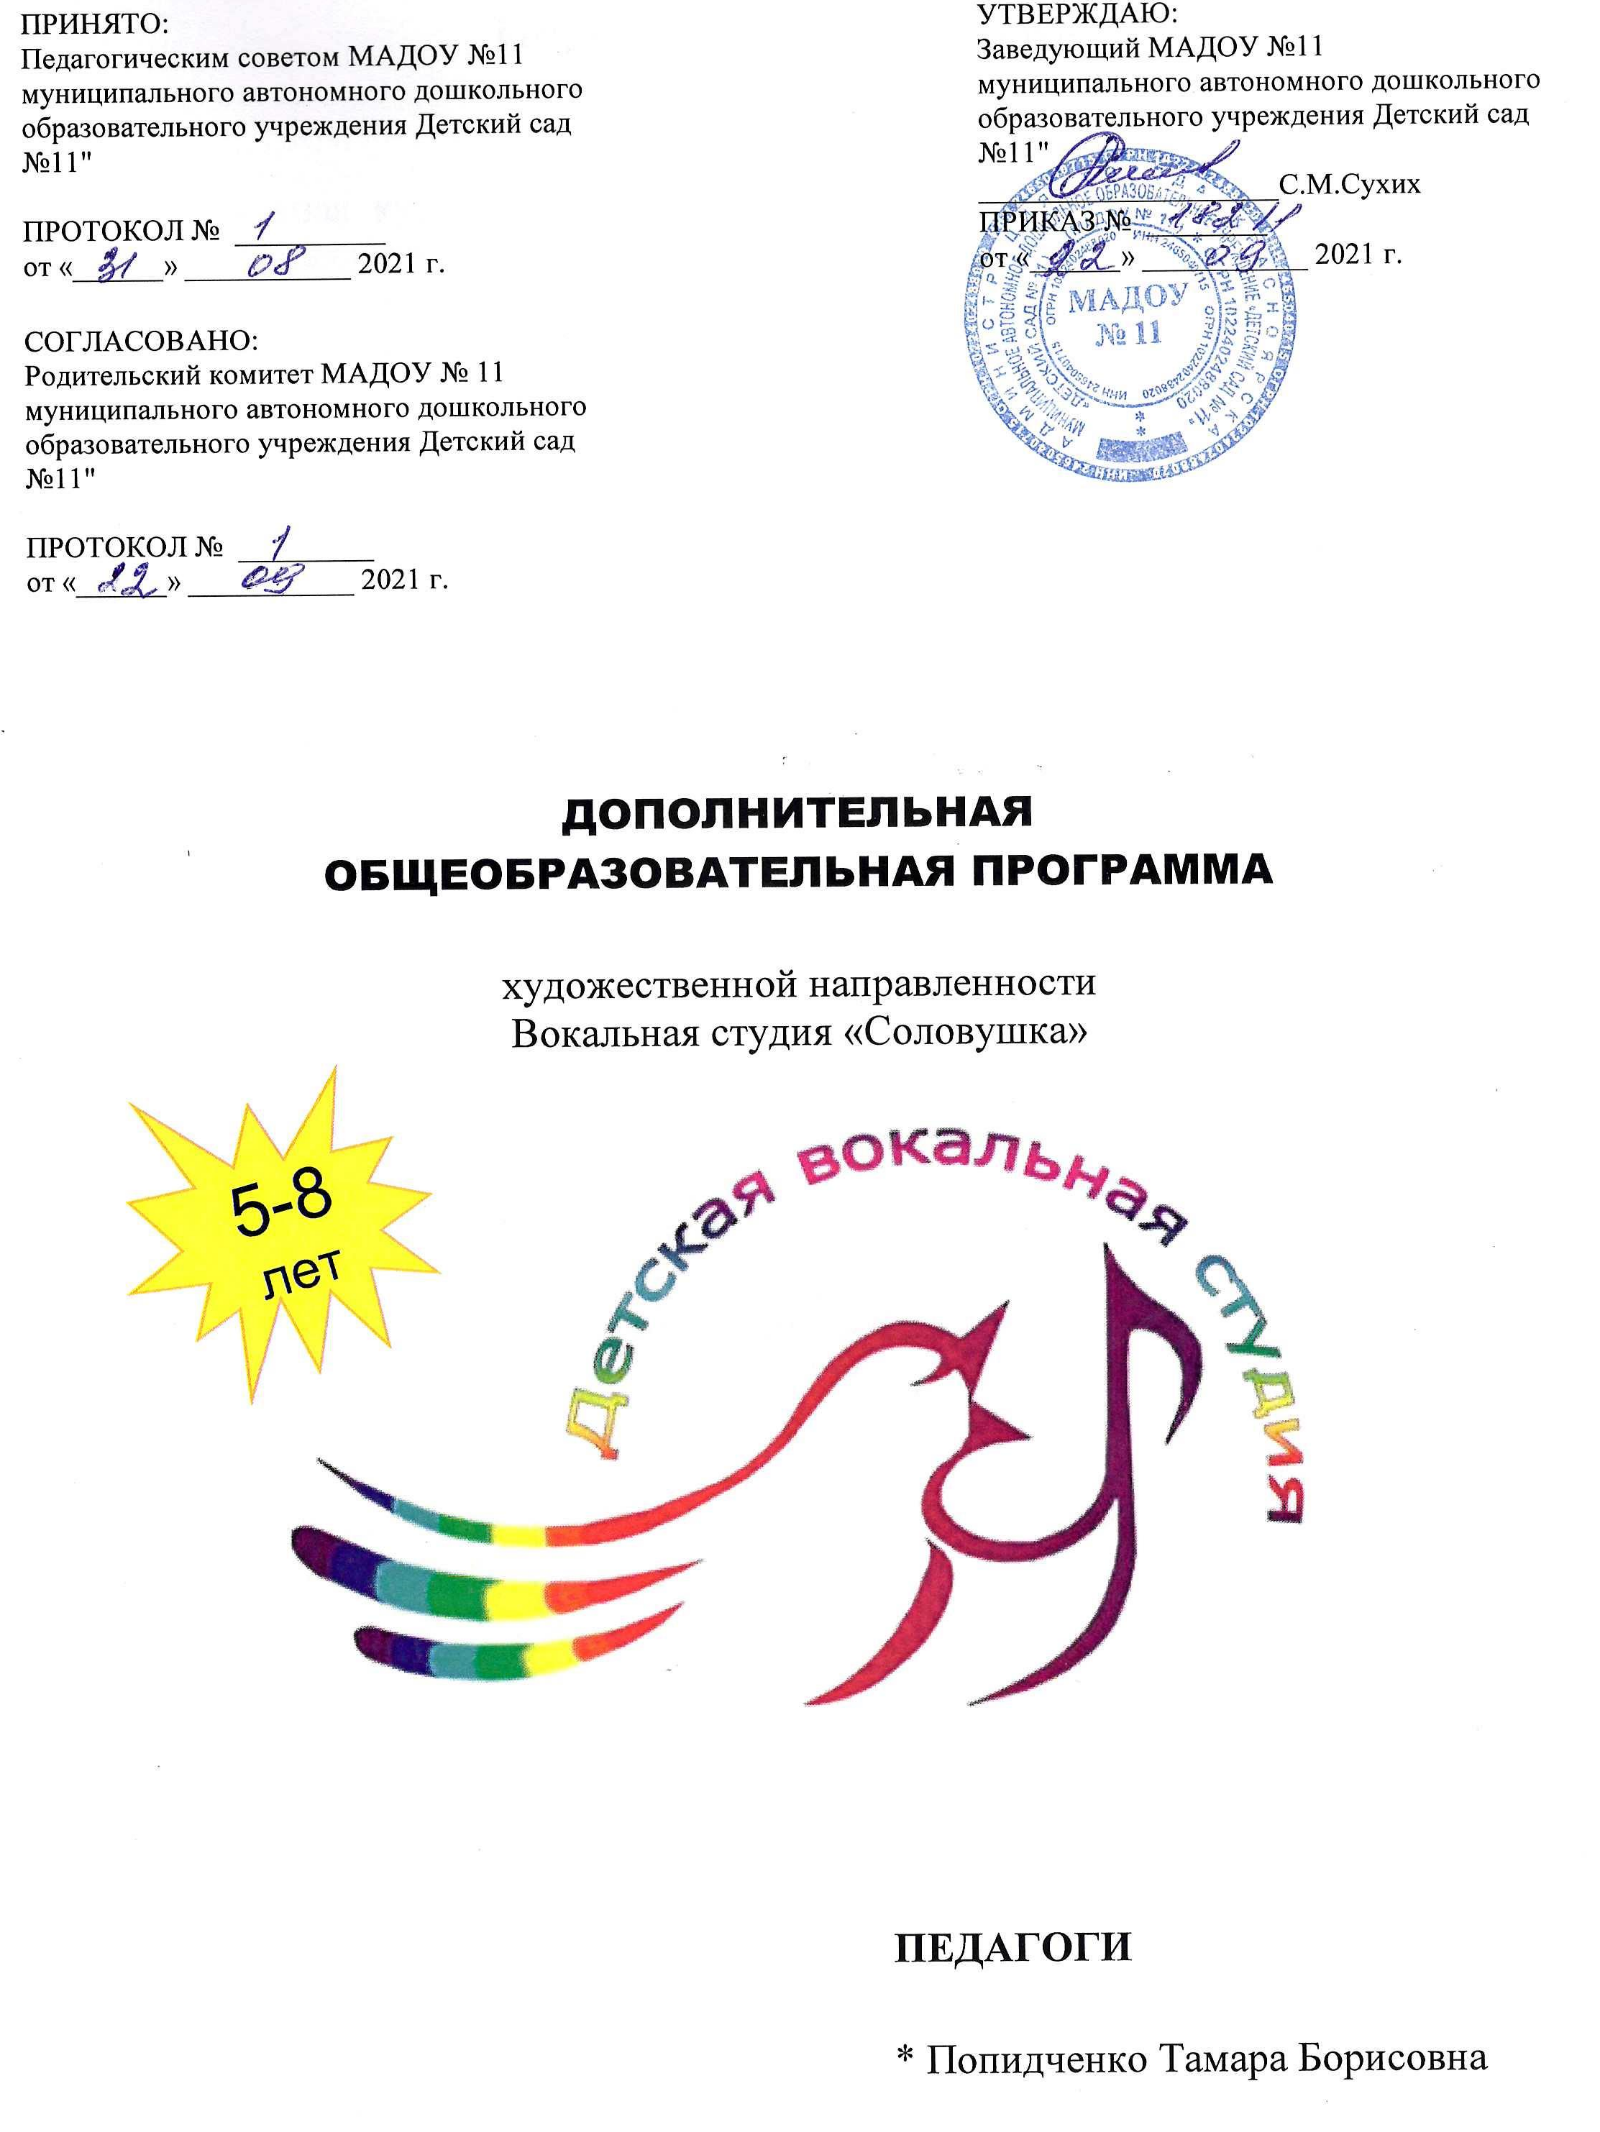 ПРИНЯТО:
Педагогическим советом МАДОУ №11
муниципального автономного дошкольного
образовательного учреждения Детский сад
№11"
ПРОТОКОЛ № 1
от «31» 08 2021 г.
СОГЛАСОВАНО:
Родительский комитет МАДОУ № 11
муниципального автономного дошкольного
образовательного учреждения Детский сад
№11"
ПРОТОКОЛ № 1
от «22» 09 2021 г.
УТВЕРЖДАЮ:
Заведующий МАДОУ №11
муниципального автономного дошкольного
образовательного учреждения Детский сад
№11"
С.М.Сухих
ПРИКАЗ №
от «22» 09 2021 г.
МАДОУ
№ 11
ДОПОЛНИТЕЛЬНАЯ
ОБЩЕОБРАЗОВАТЕЛЬНАЯ ПРОГРАММА
художественной направленности
Вокальная студия «Соловушка»
5-8
лет
Детская вокальная студия
ПЕДАГОГИ
* Попидченко Тамара Борисовна